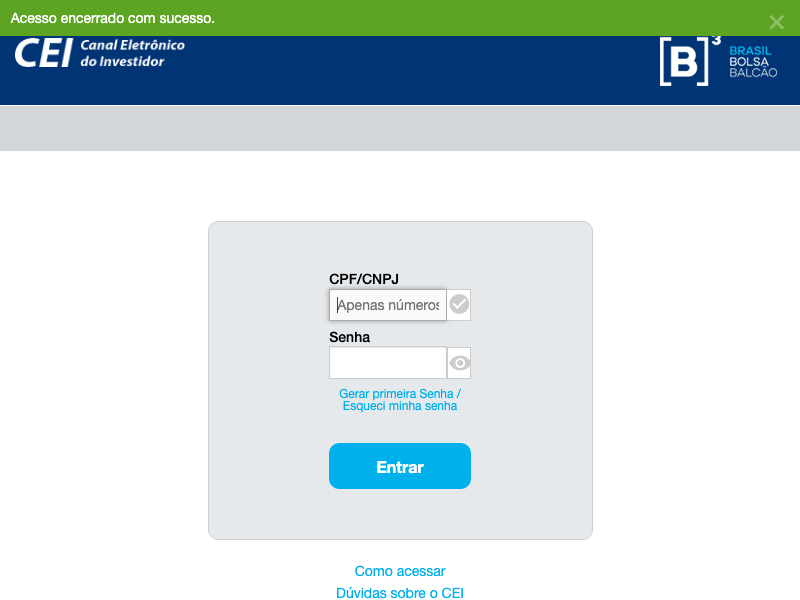 Acesso encerrado com sucesso.
CEI Canal Eletrônico
do Investidor
[B]³
BRASIL
BOLSA
BALCÃO
CPF/CNPJ
Apenas números
Senha
Gerar primeira Senha /
Esqueci minha senha
Entrar
Como acessar
Dúvidas sobre o CEI